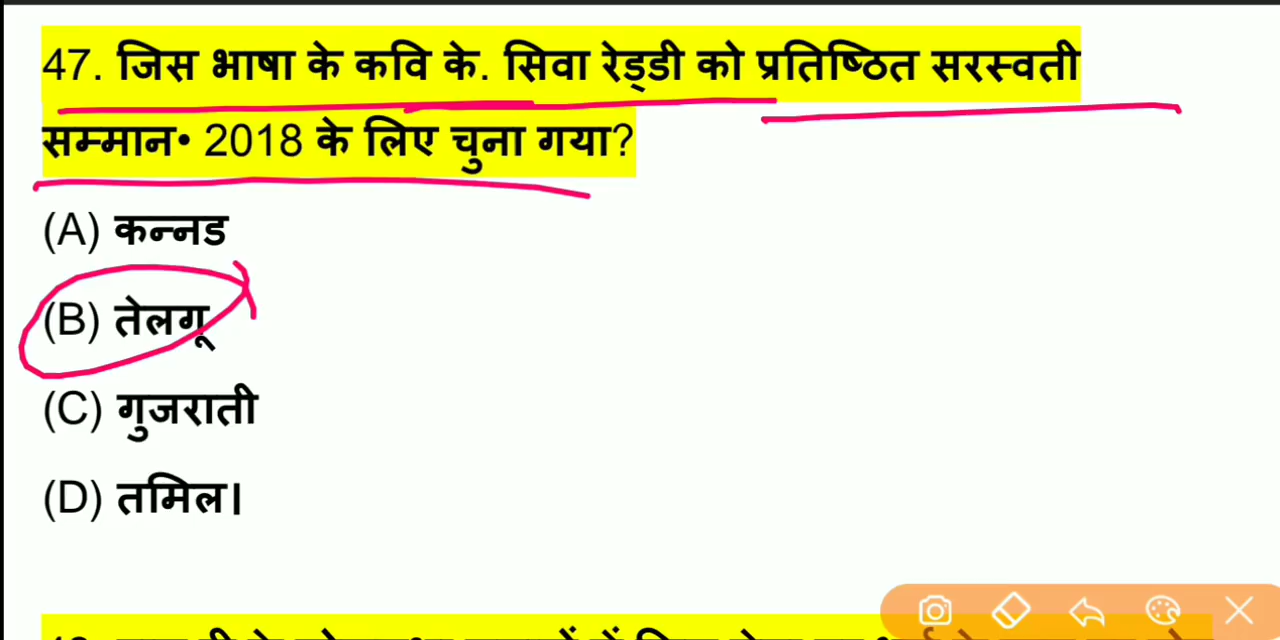 47. जिस भाषा के कवि के. सिवा रेड्डी को प्रतिष्ठित सरस्वती
सम्मान• 2018 के लिए चुना गया?
(A) कन्नड
(B) तेलगू
(C) गुजराती
(D) तमिल।